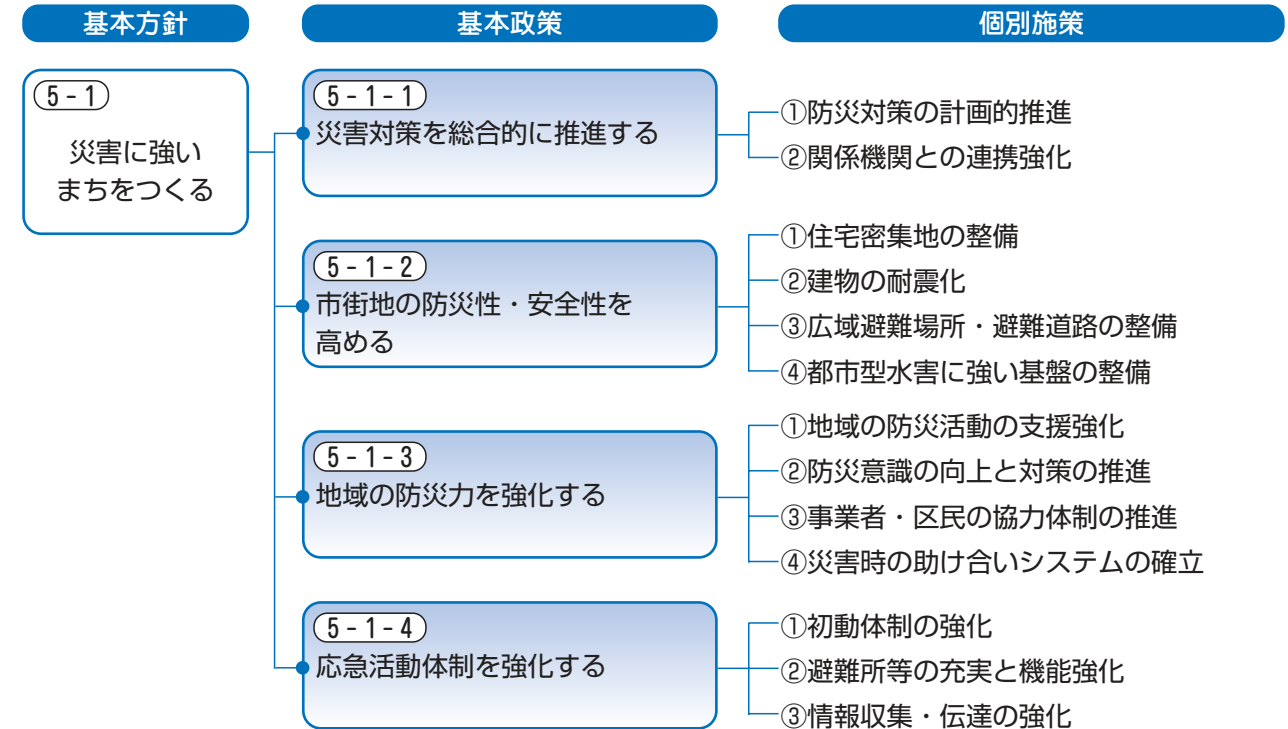 基本方針
基本政策
個別施策
5-1
災害に強い
まちをつくる
5-1-1
災害対策を総合的に推進する
①防災対策の計画的推進
②関係機関との連携強化
5-1-2
市街地の防災性・安全性を
高める
①住宅密集地の整備
②建物の耐震化
③広域避難場所・避難道路の整備
④都市型水害に強い基盤の整備
5-1-3
地域の防災力を強化する
①地域の防災活動の支援強化
②防災意識の向上と対策の推進
③事業者・区民の協力体制の推進
④災害時の助け合いシステムの確立
5-1-4
応急活動体制を強化する
①初動体制の強化
②避難所等の充実と機能強化
③情報収集・伝達の強化